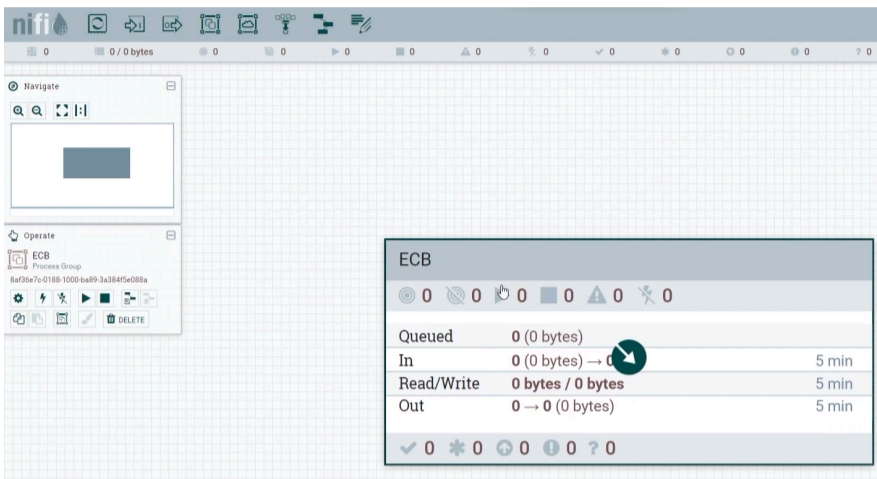 nifi
0 0 / 0 bytes 0 0 0 0 0 0 0 0 0 0 ? 0
Navigate
Operate
ECB
Process Group
8af36e7c-0188-1000-ba89-3a384f5e088a
DELETE
ECB
0 0 0 0 0 0
Queued 0 (0 bytes)
In 0 (0 bytes) → 0 5 min
Read/Write 0 bytes / 0 bytes 5 min
Out 0 → 0 (0 bytes) 5 min
0 0 0 0 ? 0